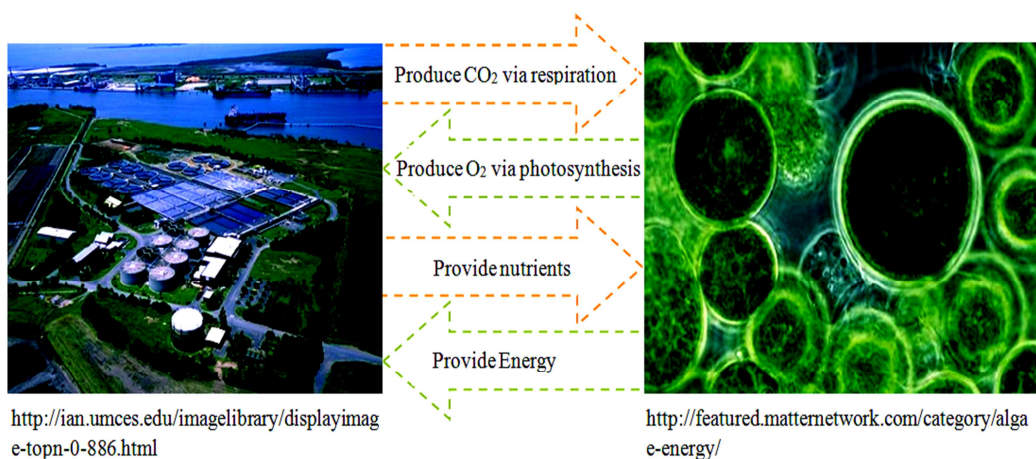 Produce CO₂ via respiration
Produce O₂ via photosynthesis
Provide nutrients
Provide Energy
http://ian.umces.edu/imagelibrary/displayimag
e-topn-0-886.html
http://featured.matternetwork.com/category/alga
e-energy/